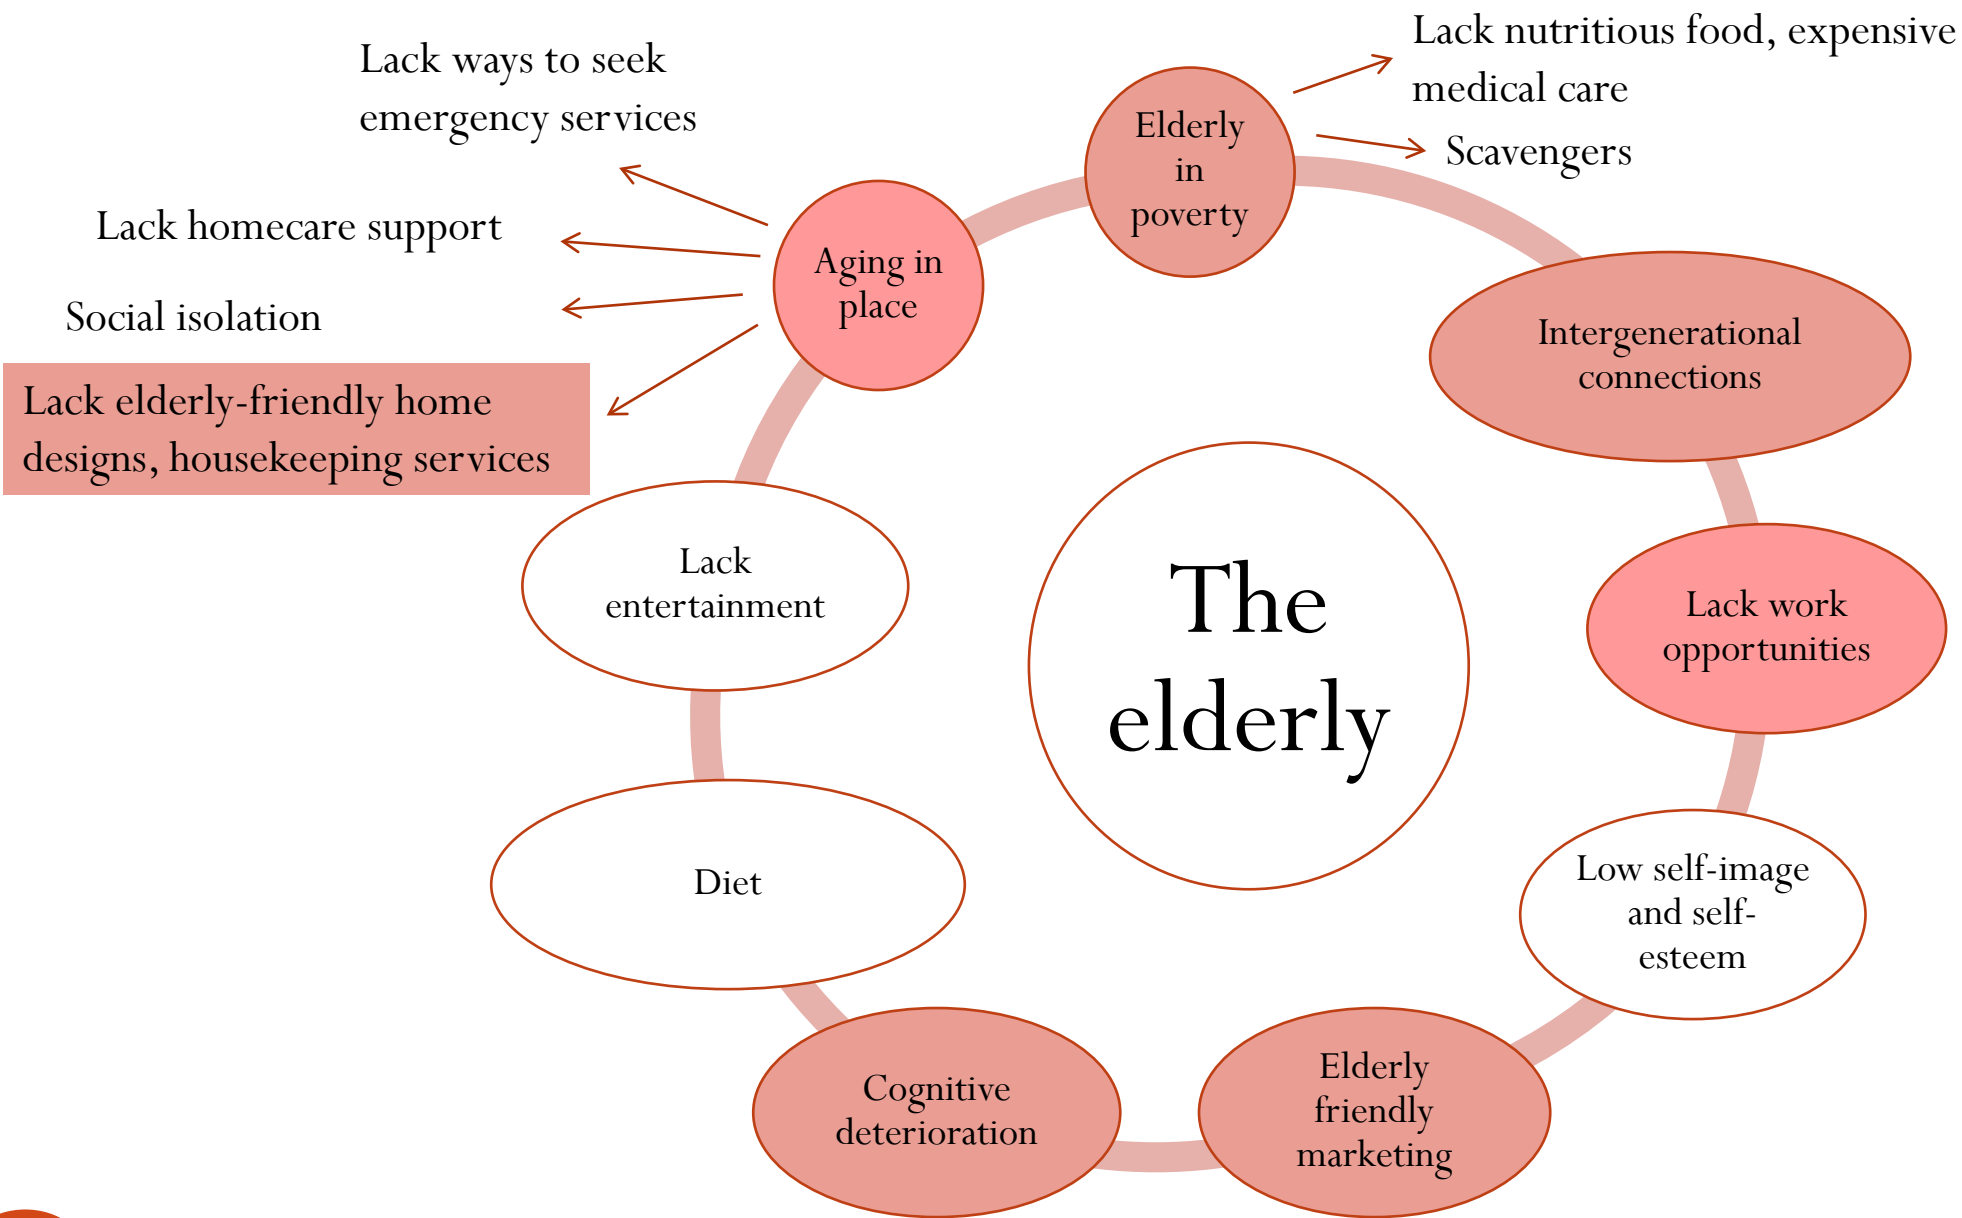 Lack nutritious food, expensive
medical care
Scavengers
Lack ways to seek
emergency services
Lack homecare support
Social isolation
Lack elderly-friendly home
designs, housekeeping services
Elderly
in
poverty
Aging in
place
Intergenerational
connections
Lack work
opportunities
Low self-image
and self-
esteem
Elderly
friendly
marketing
Cognitive
deterioration
Diet
Lack
entertainment
The
elderly